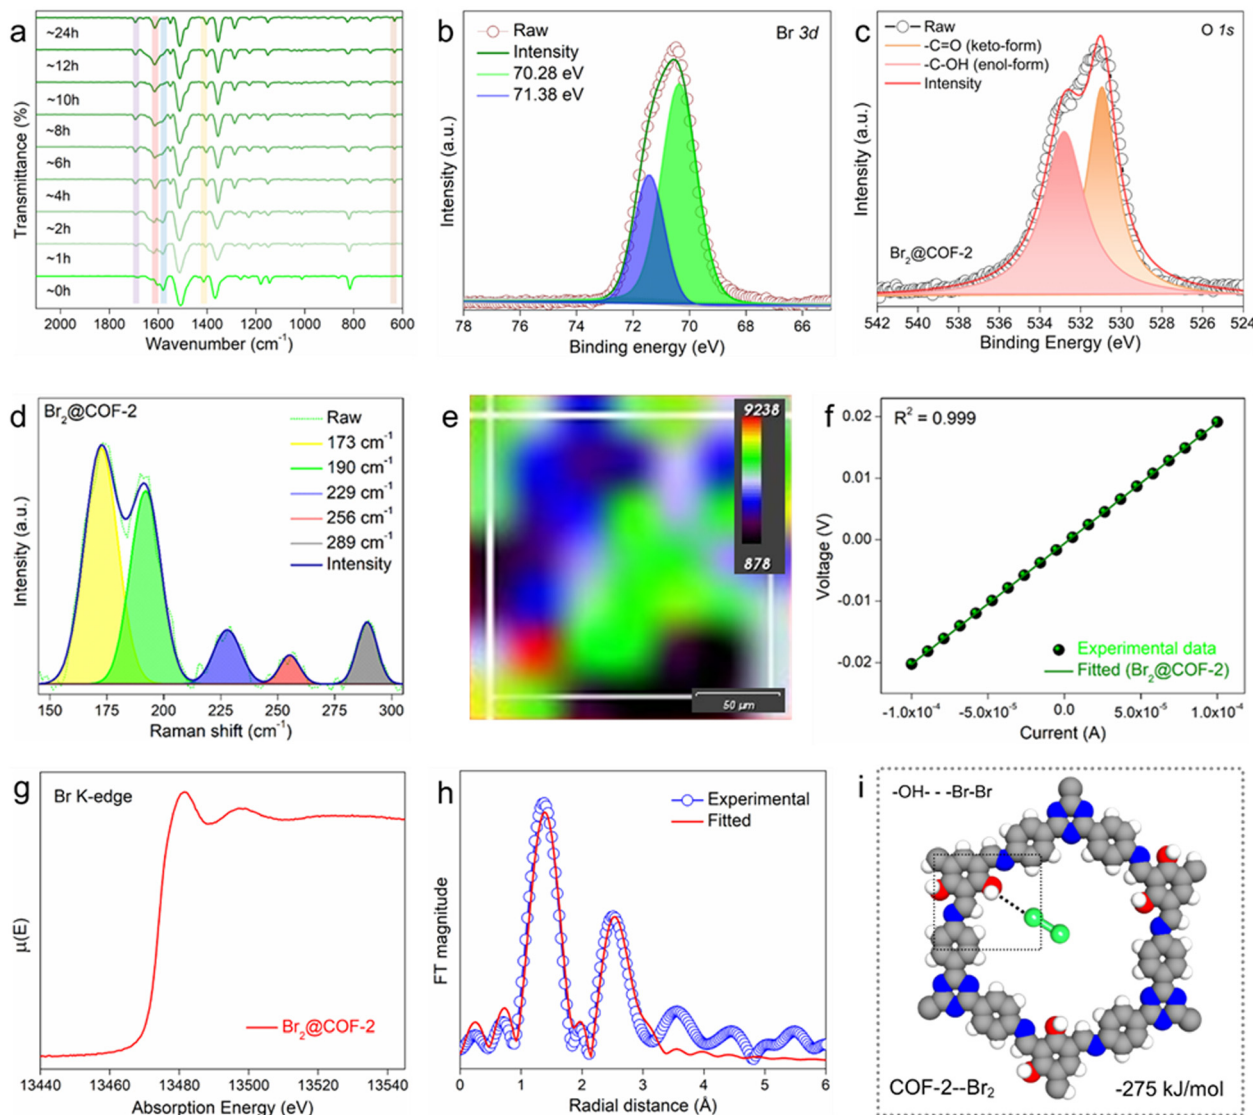 a
~24h
~12h
~10h
~8h
~6h
~4h
~2h
~1h
~0h
Transmittance (%)
2000 1800 1600 1400 1200 1000 800 600
Wavenumber (cm⁻¹)
b
Raw
Intensity
70.28 eV
71.38 eV
Br 3d
Intensity (a.u.)
78 75 72 70 68 66
Binding energy (eV)
c
Raw
-C=O (keto-form)
-C-OH (enol-form)
Intensity
O 1s
Br₂@COF-2
Intensity (a.u.)
542 540 538 536 534 532 530 528 526 524
Binding Energy (eV)
d
Br₂@COF-2
Raw
173 cm⁻¹
190 cm⁻¹
229 cm⁻¹
256 cm⁻¹
289 cm⁻¹
Intensity
Intensity (a.u.)
150 175 200 225 250 275 300
Raman shift (cm⁻¹)
e
9238
878
50 µm
f
R² = 0.999
0.02
0.01
0.00
-0.01
-0.02
Voltage (V)
Experimental data
Fitted (Br₂@COF-2)
-1.0x10⁻⁴ -5.0x10⁻⁵ 0.0 5.0x10⁻⁵ 1.0x10⁻⁴
Current (A)
g
Br K-edge
µ(E)
Br₂@COF-2
13440 13460 13480 13500 13520 13540
Absorption Energy (eV)
h
Experimental
Fitted
FT magnitude
0 1 2 3 4 5 6
Radial distance (Å)
i
-OH- - -Br-Br
COF-2--Br₂
-275 kJ/mol